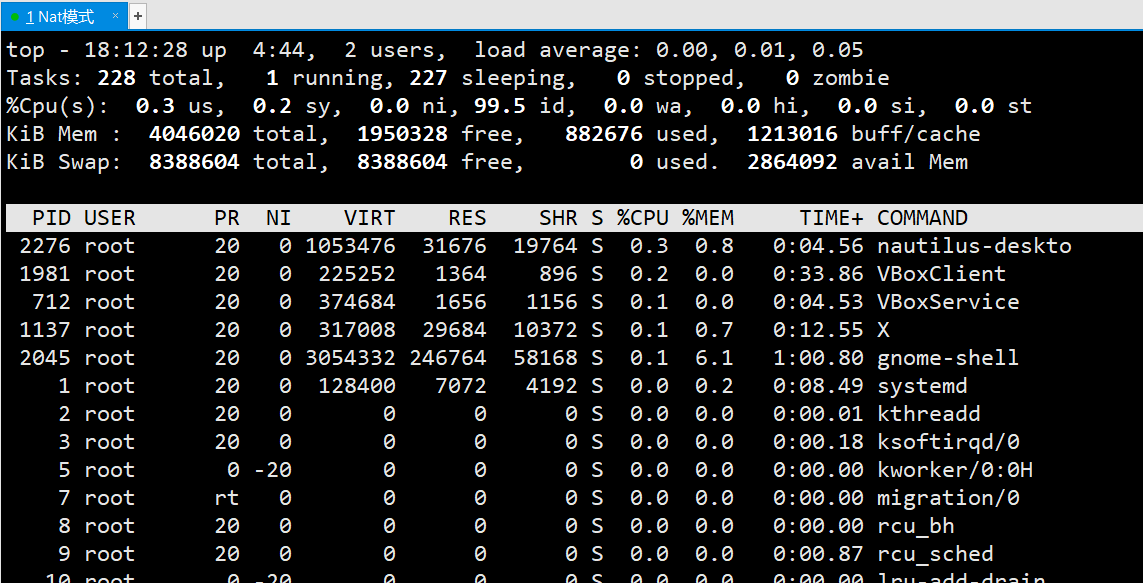 1 Nat模式 × +
top - 18:12:28 up  4:44,  2 users,  load average: 0.00, 0.01, 0.05
Tasks: 228 total,   1 running, 227 sleeping,   0 stopped,   0 zombie
%Cpu(s):  0.3 us,  0.2 sy,  0.0 ni, 99.5 id,  0.0 wa,  0.0 hi,  0.0 si,  0.0 st
KiB Mem :  4046020 total,  1950328 free,   882676 used,  1213016 buff/cache
KiB Swap:  8388604 total,  8388604 free,        0 used.  2864092 avail Mem
  PID USER      PR  NI    VIRT    RES    SHR S %CPU %MEM     TIME+ COMMAND
 2276 root      20   0 1053476  31676  19764 S  0.3  0.8   0:04.56 nautilus-deskto
 1981 root      20   0  225252   1364    896 S  0.2  0.0   0:33.86 VBoxClient
  712 root      20   0  374684   1656   1156 S  0.1  0.0   0:04.53 VBoxService
 1137 root      20   0  317008  29684  10372 S  0.1  0.7   0:12.55 X
 2045 root      20   0 3054332 246764  58168 S  0.1  6.1   1:00.80 gnome-shell
    1 root      20   0  128400   7072   4192 S  0.0  0.2   0:08.49 systemd
    2 root      20   0       0      0      0 S  0.0  0.0   0:00.01 kthreadd
    3 root      20   0       0      0      0 S  0.0  0.0   0:00.18 ksoftirqd/0
    5 root       0 -20       0      0      0 S  0.0  0.0   0:00.00 kworker/0:0H
    7 root      rt   0       0      0      0 S  0.0  0.0   0:00.00 migration/0
    8 root      20   0       0      0      0 S  0.0  0.0   0:00.00 rcu_bh
    9 root      20   0       0      0      0 S  0.0  0.0   0:00.87 rcu_sched
   10 root       0 -20       0      0      0 S  0.0  0.0   0:00.00 lru-add-drain